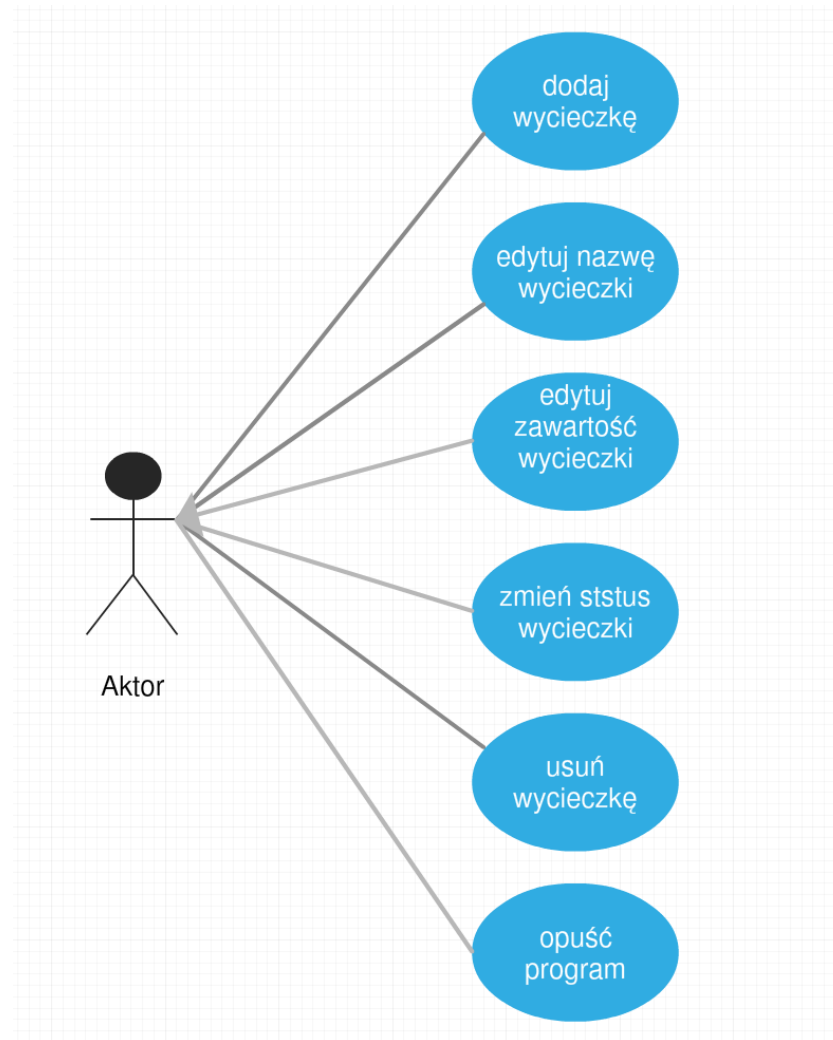 dodaj
wycieczkę
edytuj nazwę
wycieczki
edytuj
zawartość
wycieczki
zmień ststus
wycieczki
Aktor
usuń
wycieczkę
opuść
program